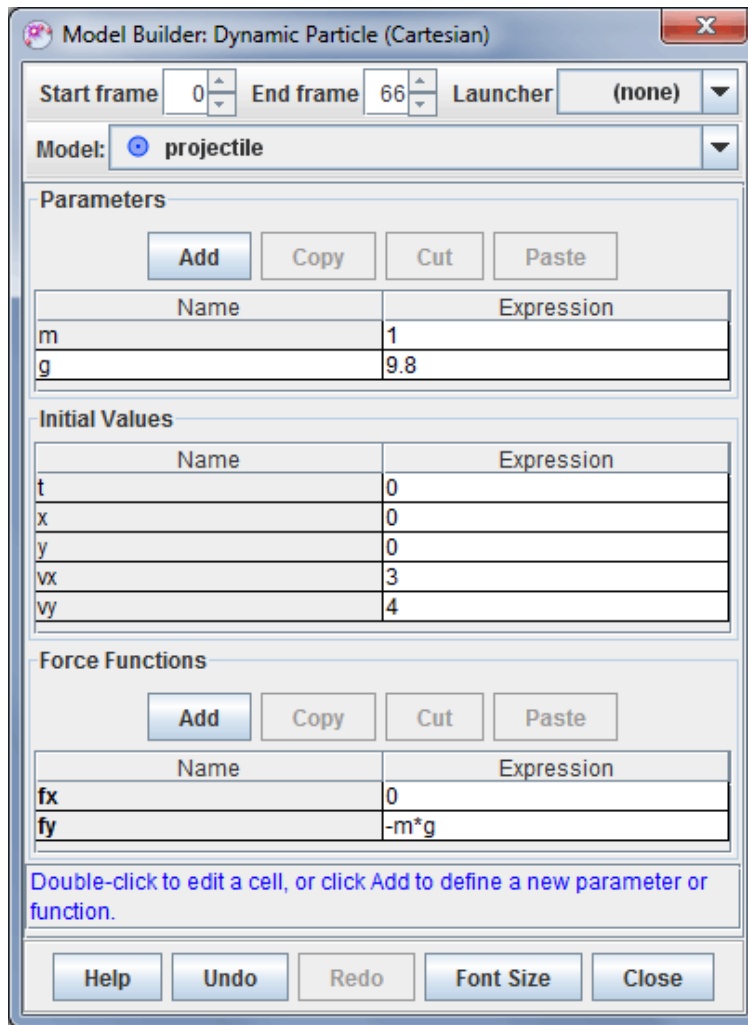 Model Builder: Dynamic Particle (Cartesian)
Start frame 0 End frame 66 Launcher (none)
Model: projectile
Parameters
Add Copy Cut Paste
Name Expression
m 1
g 9.8
Initial Values
Name Expression
t 0
x 0
y 0
vx 3
vy 4
Force Functions
Add Copy Cut Paste
Name Expression
fx 0
fy -m*g
Double-click to edit a cell, or click Add to define a new parameter or
function.
Help Undo Redo Font Size Close